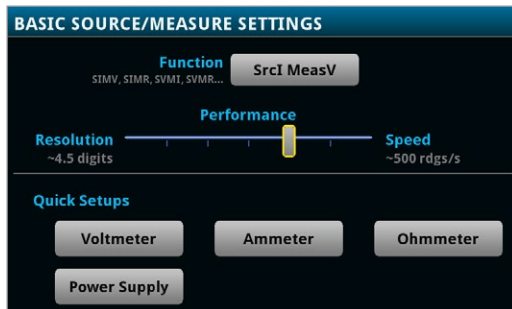 BASIC SOURCE/MEASURE SETTINGS
Function
SIMV, SIMR, SVMI, SVMR...
SrcI MeasV
Performance
Resolution
~4.5 digits
Speed
~500 rdgs/s
Quick Setups
Voltmeter Ammeter Ohmmeter
Power Supply